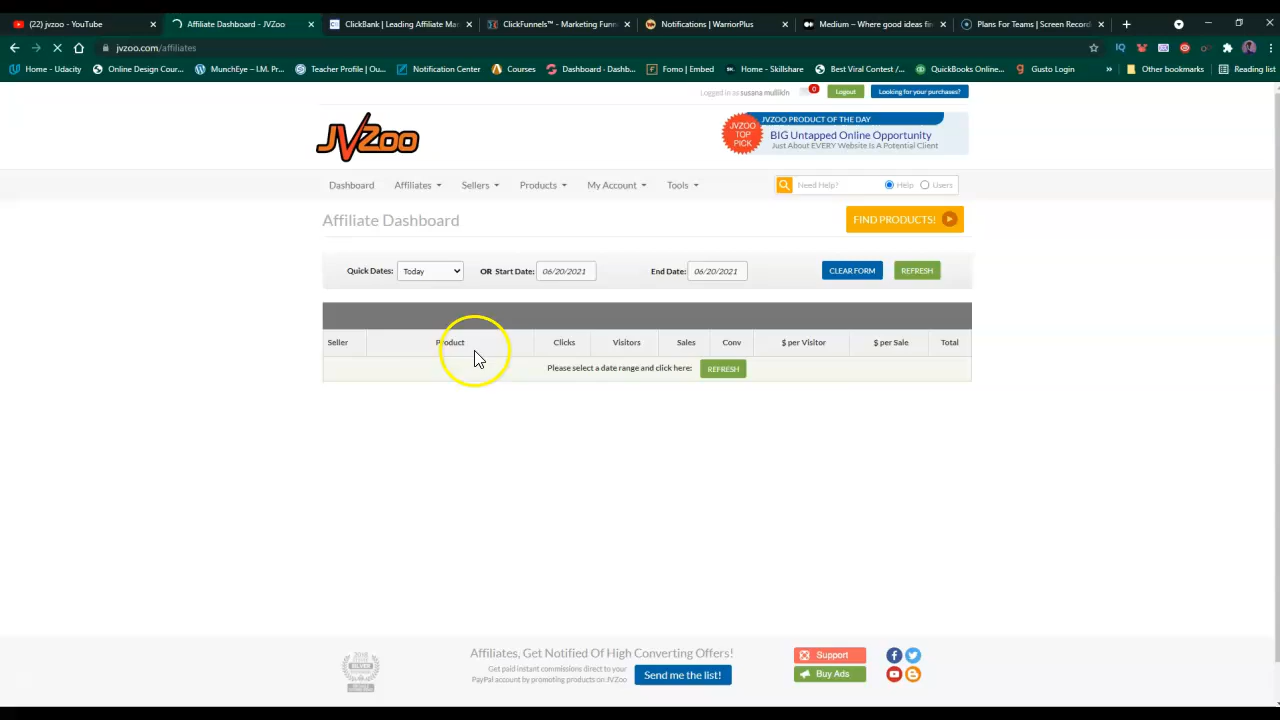 (22) jvzoo - YouTube
Affiliate Dashboard - JVZoo
ClickBank | Leading Affiliate Ma
ClickFunnels™ - Marketing Funn
Notifications | WarriorPlus
Medium – Where good ideas fin
Plans For Teams | Screen Record
jvzoo.com/affiliates
Home - Udacity
Online Design Cour...
MunchEye – I.M. Pr...
Teacher Profile | Ou...
Notification Center
Courses
Dashboard - Dashb...
Fomo | Embed
Home - Skillshare
Best Viral Contest /...
QuickBooks Online...
Gusto Login
»
Other bookmarks
Reading list
Logged in as susana mullikin
0
Logout
Looking for your purchases?
JVZoo
JVZOO TOP PICK
JVZOO PRODUCT OF THE DAY
BIG Untapped Online Opportunity
Just About EVERY Website Is A Potential Client
Dashboard
Affiliates
Sellers
Products
My Account
Tools
Need Help?
Help
Users
Affiliate Dashboard
FIND PRODUCTS!
Quick Dates: Today
OR Start Date: 06/20/2021
End Date: 06/20/2021
CLEAR FORM
REFRESH
Seller Product Clicks Visitors Sales Conv $ per Visitor $ per Sale Total
Please select a date range and click here: REFRESH
Affiliates, Get Notified Of High Converting Offers!
Get paid instant commissions direct to your
PayPal account by promoting products on JVZoo
Send me the list!
Support
Buy Ads